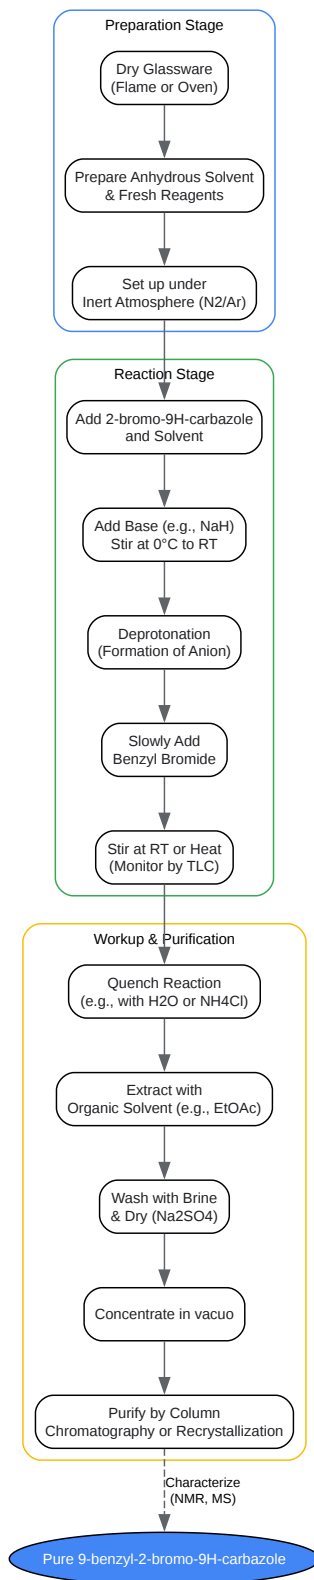 Preparation Stage
Dry Glassware
(Flame or Oven)
Prepare Anhydrous Solvent
& Fresh Reagents
Set up under
Inert Atmosphere (N2/Ar)
Reaction Stage
Add 2-bromo-9H-carbazole
and Solvent
Add Base (e.g., NaH)
Stir at 0°C to RT
Deprotonation
(Formation of Anion)
Slowly Add
Benzyl Bromide
Stir at RT or Heat
(Monitor by TLC)
Workup & Purification
Quench Reaction
(e.g., with H2O or NH4Cl)
Extract with
Organic Solvent (e.g., EtOAc)
Wash with Brine
& Dry (Na2SO4)
Concentrate in vacuo
Purify by Column
Chromatography or Recrystallization
Characterize
(NMR, MS)
Pure 9-benzyl-2-bromo-9H-carbazole